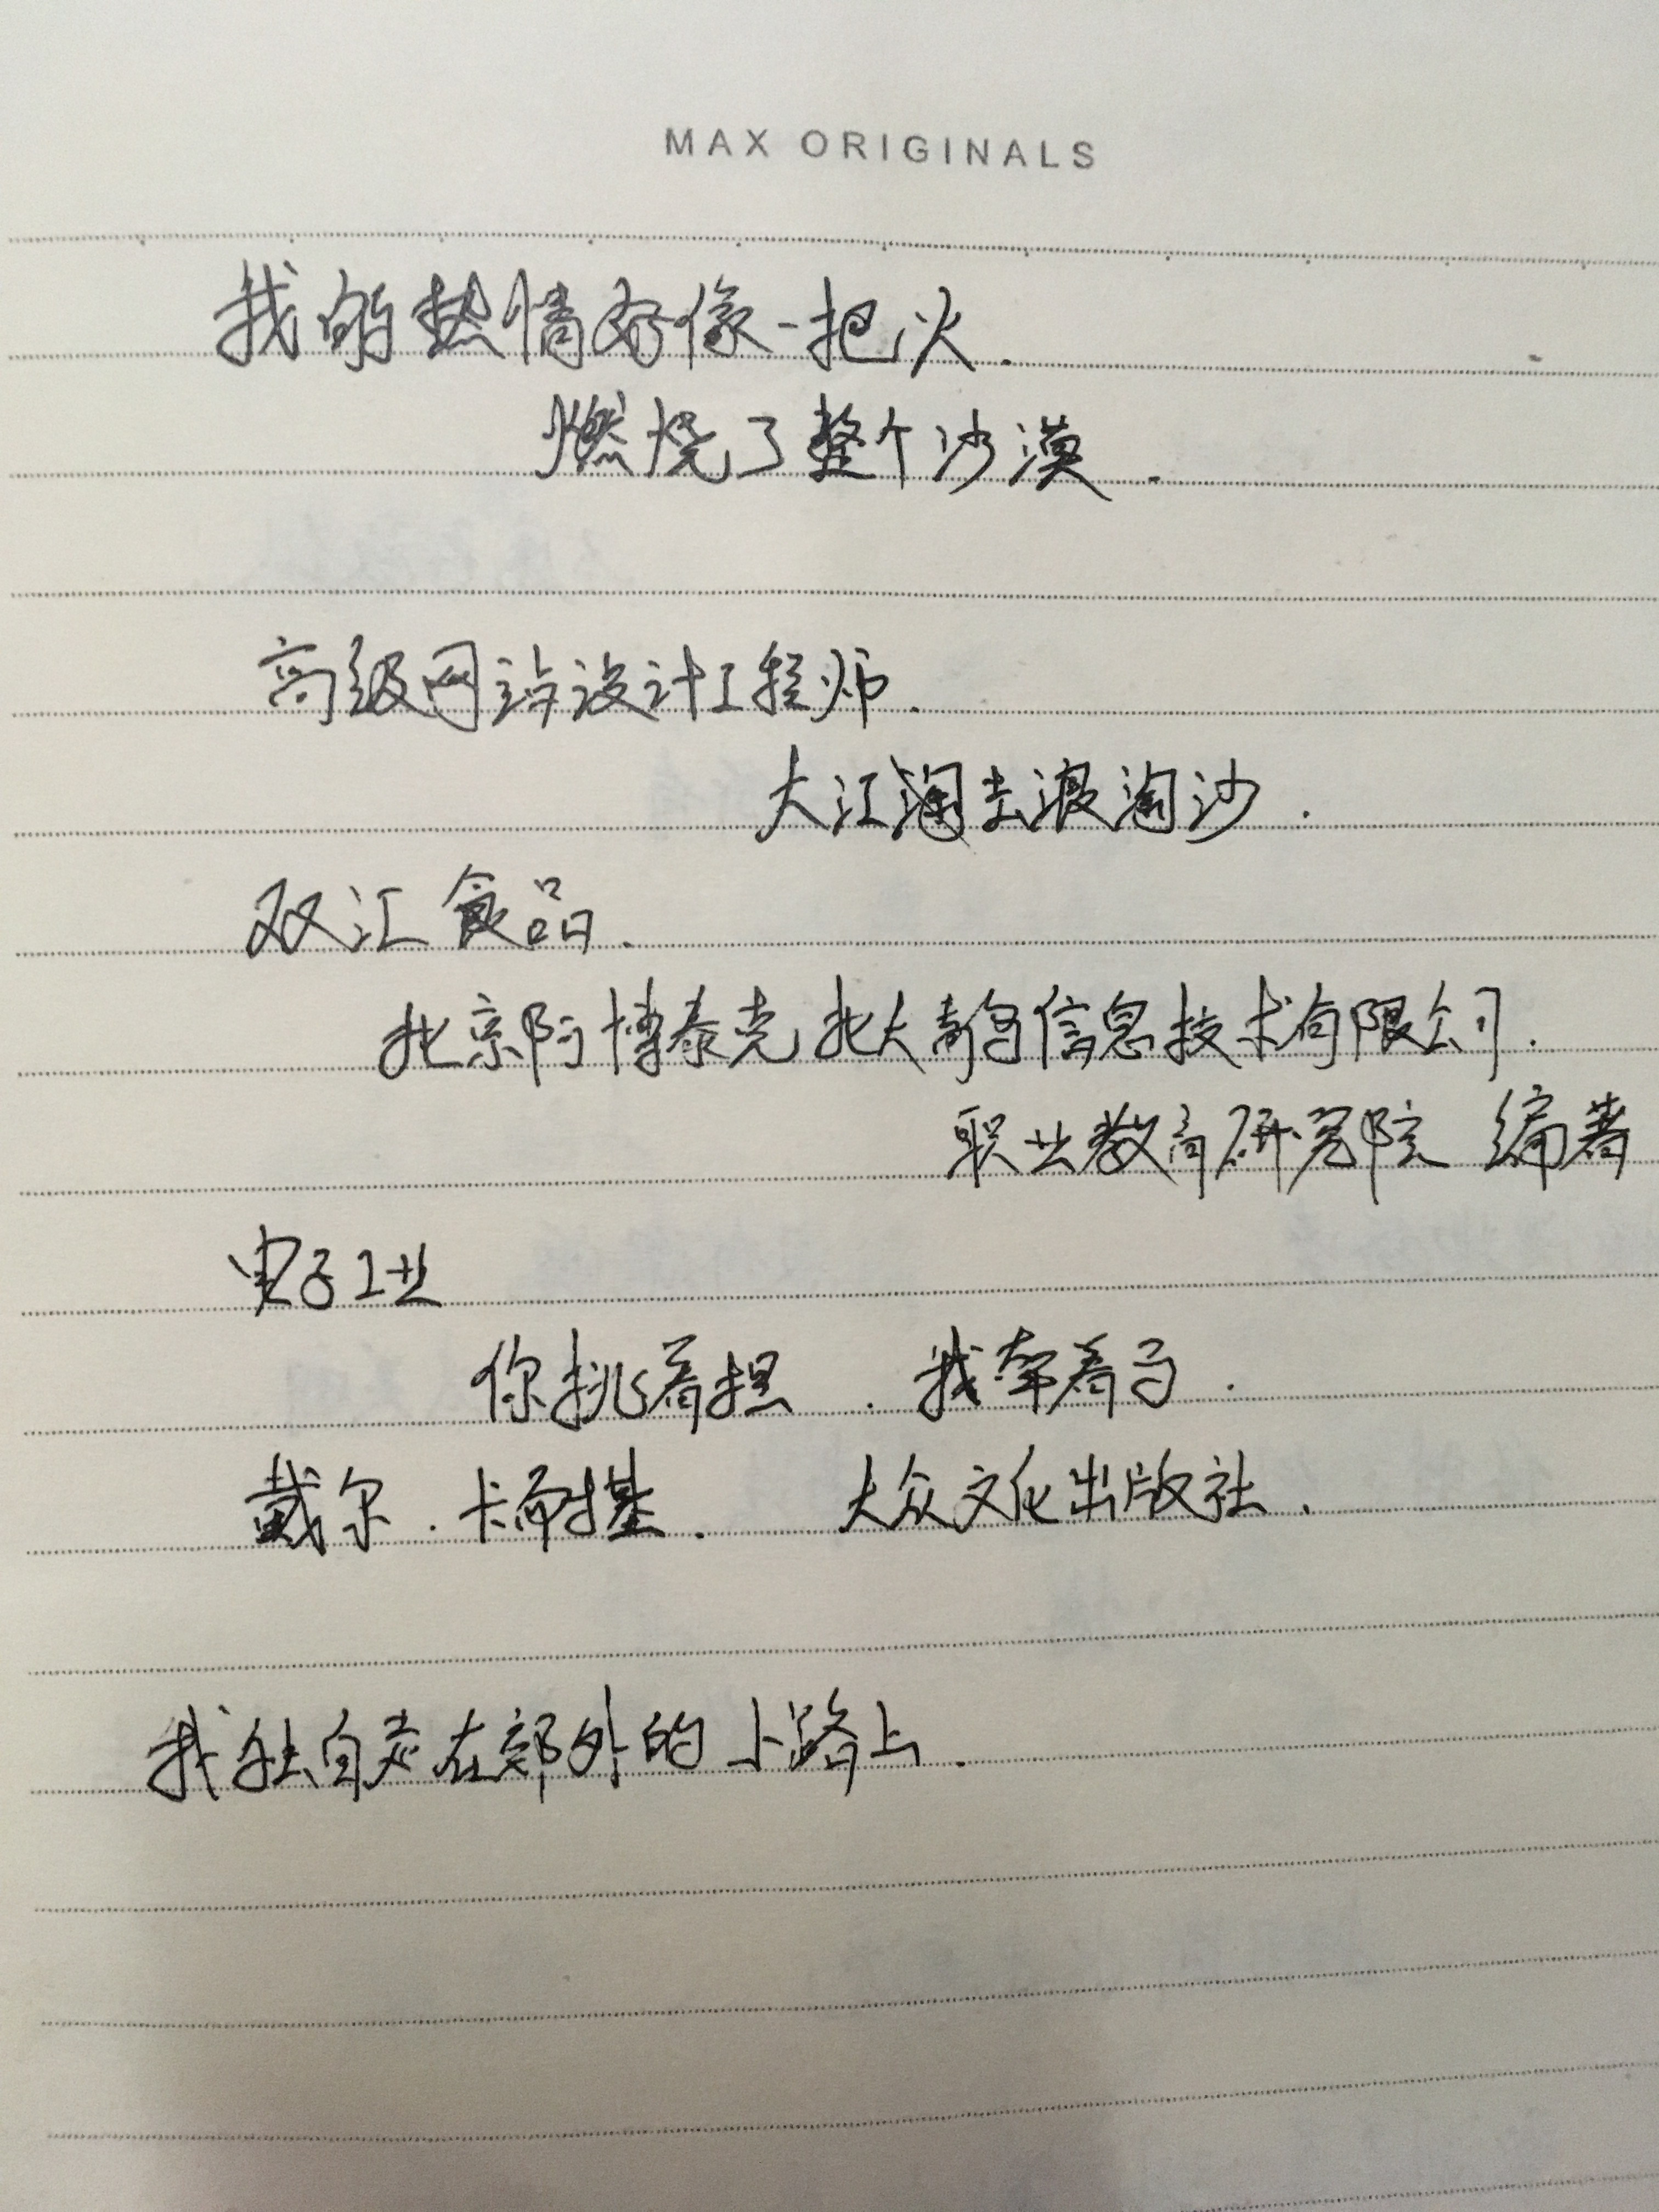 MAX ORIGINALS
我的热情好像一把火.
燃烧了整个沙漠.
高级网站设计工程师.
大江淘去浪淘沙.
双汇食品.
北京阿博泰克北大青鸟信息技术有限公司.
职业教育研究院 编著
电子工业
你挑着担.我牵着马.
戴尔.卡耐基. 大众文化出版社.
我独自走在郊外的小路上.